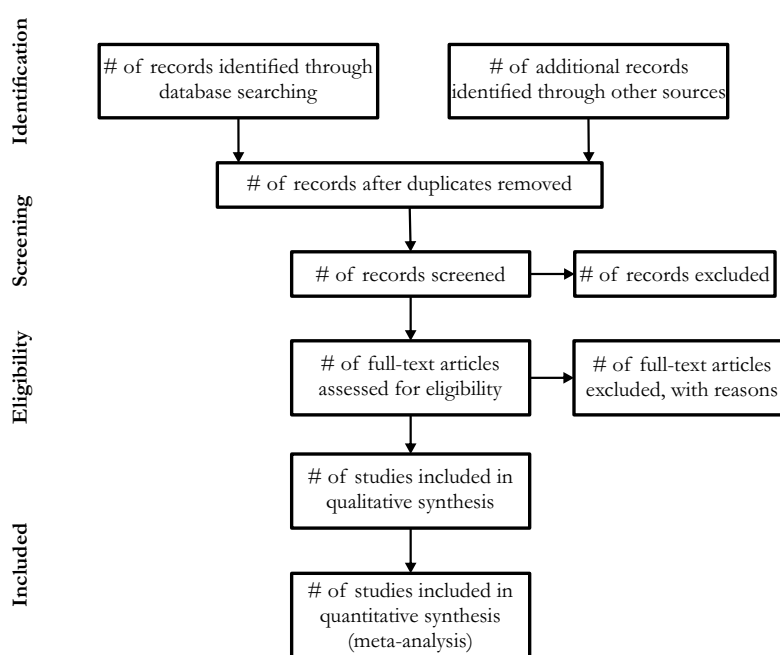 Identification
# of records identified through
database searching
# of additional records
identified through other sources
# of records after duplicates removed
Screening
# of records screened
# of records excluded
Eligibility
# of full-text articles
assessed for eligibility
# of full-text articles
excluded, with reasons
# of studies included in
qualitative synthesis
Included
# of studies included in
quantitative synthesis
(meta-analysis)